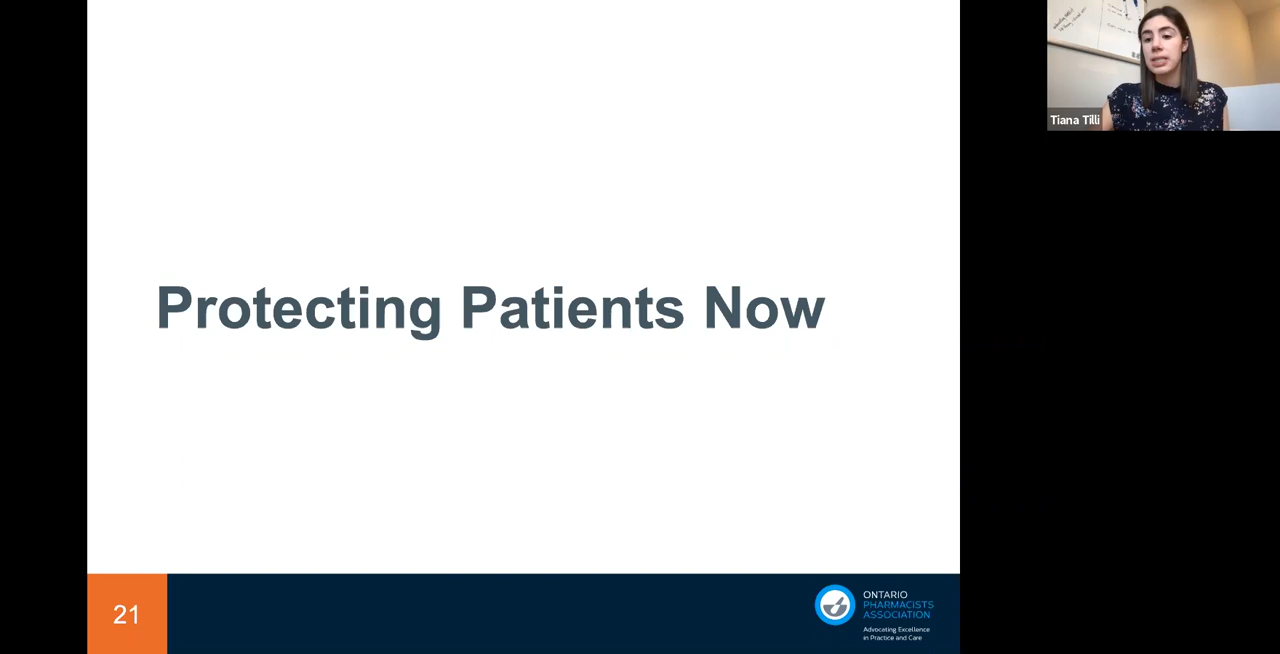 Protecting Patients Now
21
ONTARIO
PHARMACISTS
ASSOCIATION
Advocating Excellence
in Practice and Care
Tiana Tilli